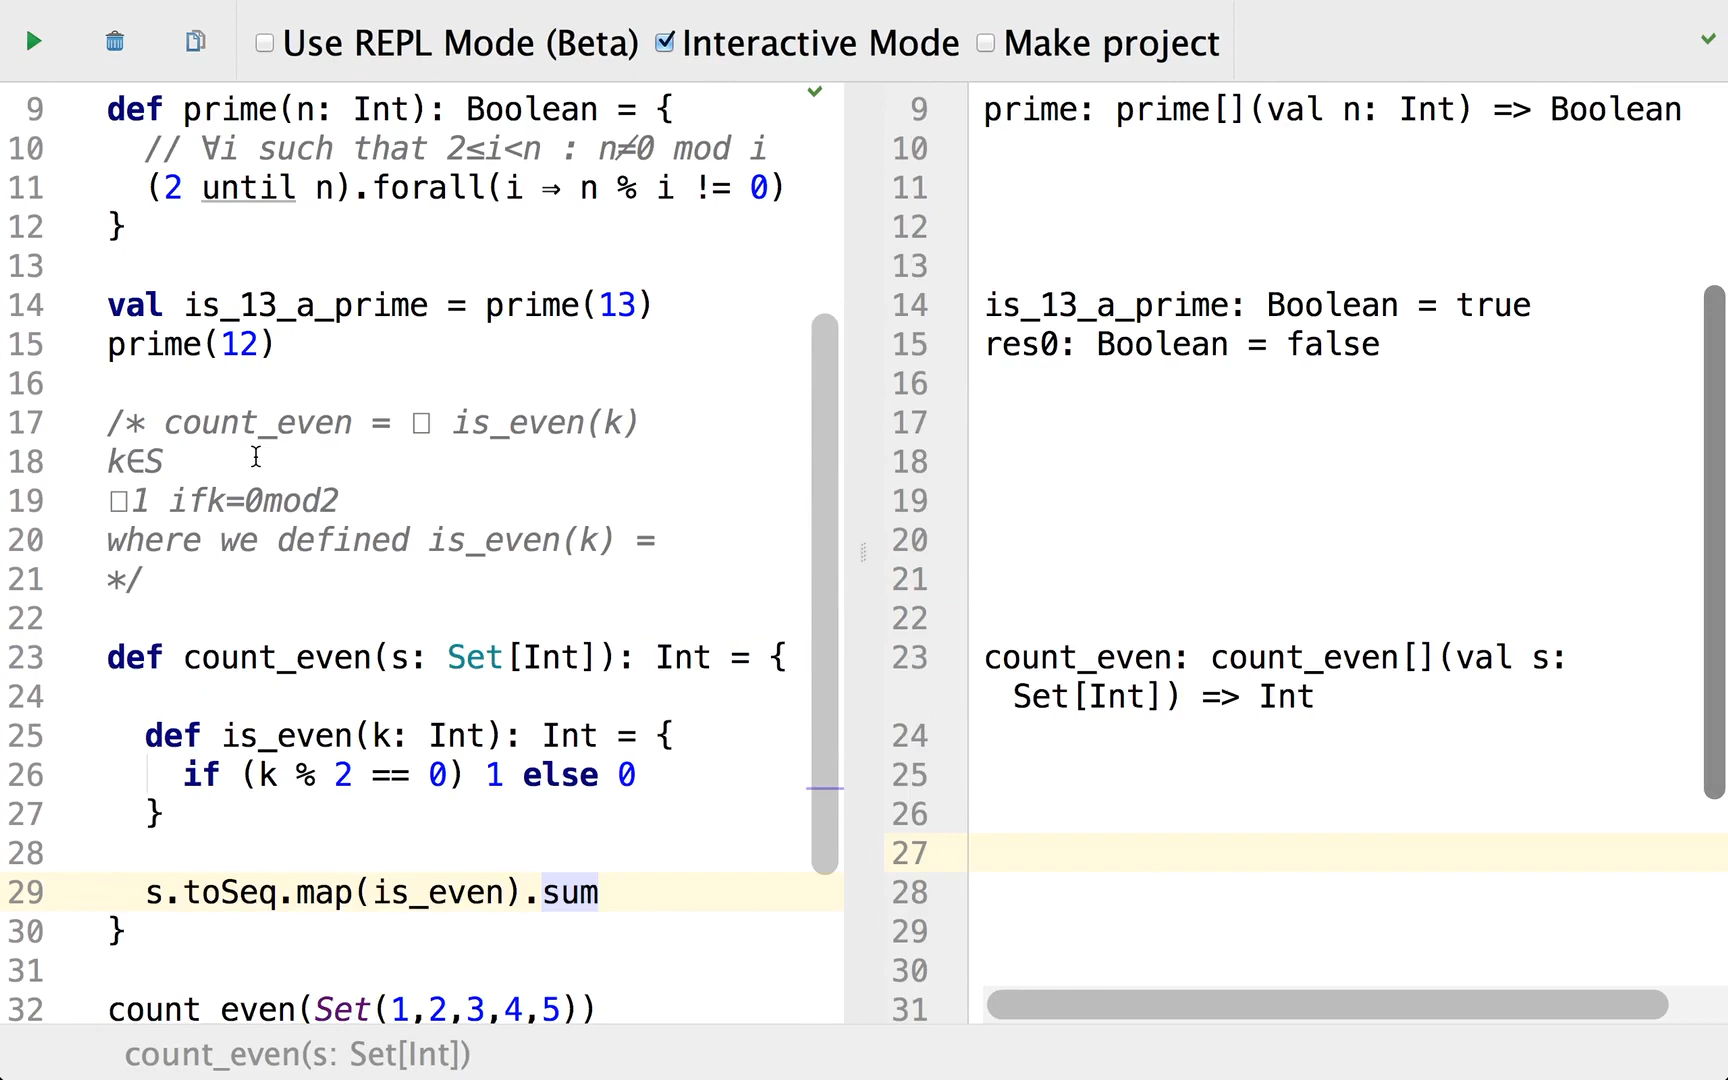 Use REPL Mode (Beta) Interactive Mode Make project
9 def prime(n: Int): Boolean = {
10 // ∀i such that 2≤i<n : n≠0 mod i
11 (2 until n).forall(i ⇒ n % i != 0)
12 }
13
14 val is_13_a_prime = prime(13)
15 prime(12)
16
17 /* count_even = □ is_even(k)
18 k∈S
19 □1 ifk=0mod2
20 where we defined is_even(k) =
21 */
22
23 def count_even(s: Set[Int]): Int = {
24
25 def is_even(k: Int): Int = {
26 if (k % 2 == 0) 1 else 0
27 }
28
29 s.toSeq.map(is_even).sum
30 }
31
32 count_even(Set(1,2,3,4,5))
9 prime: prime[](val n: Int) => Boolean
10
11
12
13
14 is_13_a_prime: Boolean = true
15 res0: Boolean = false
16
17
18
19
20
21
22
23 count_even: count_even[](val s:
Set[Int]) => Int
24
25
26
27
28
29
30
31
count_even(s: Set[Int])